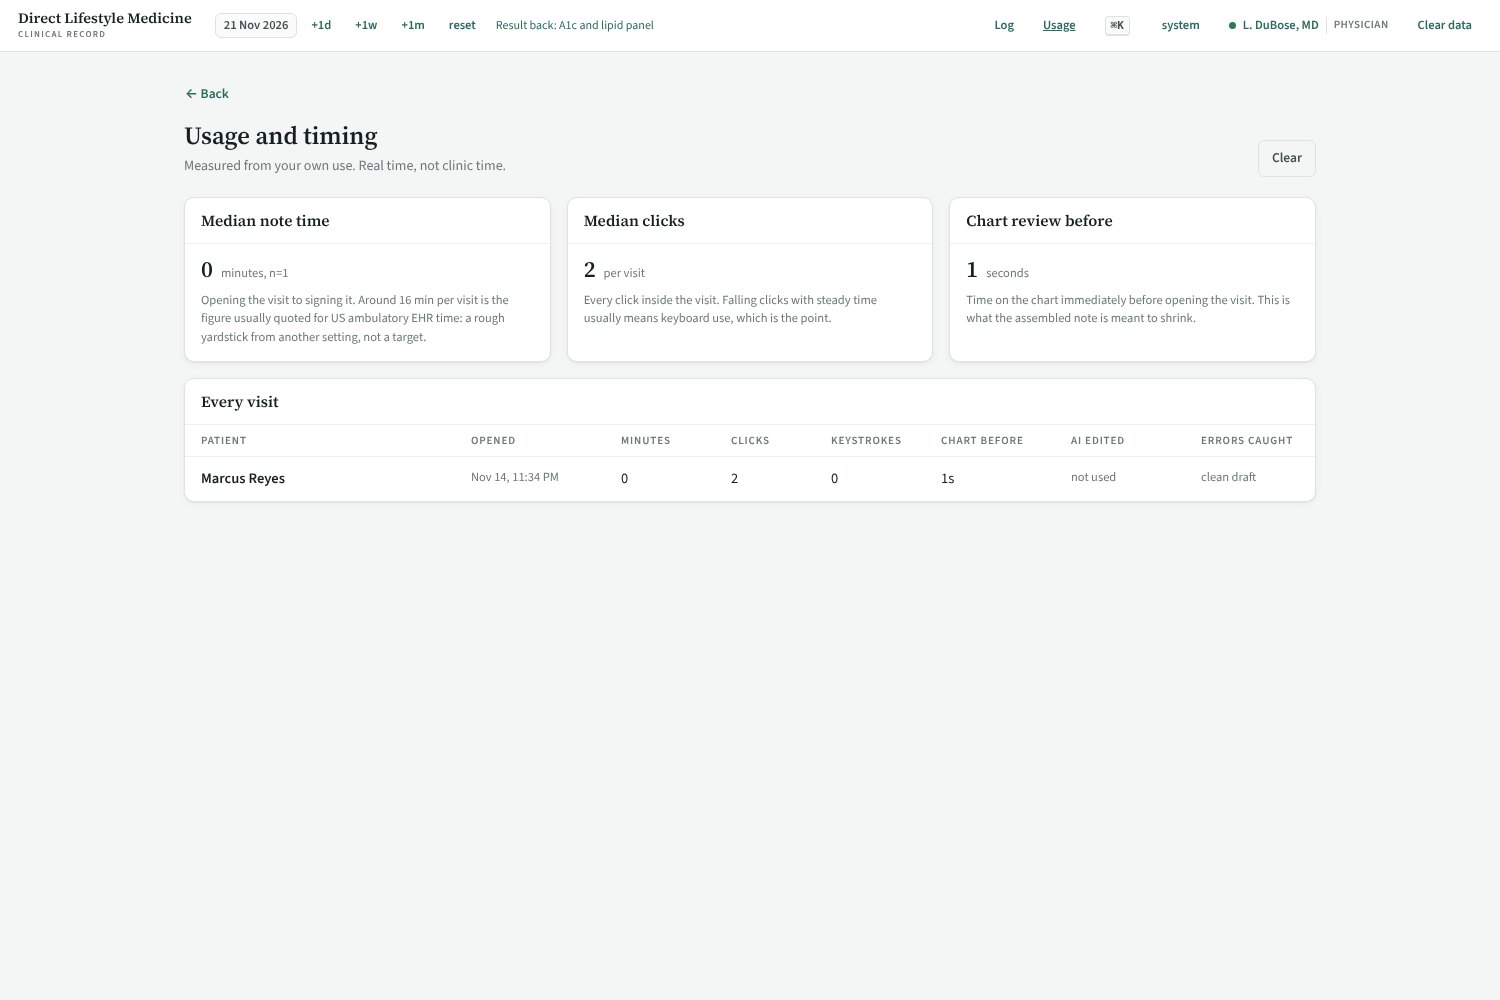 Direct Lifestyle Medicine
CLINICAL RECORD
21 Nov 2026 +1d +1w +1m reset Result back: A1c and lipid panel Log Usage ⌘K system L. DuBose, MD PHYSICIAN Clear data
← Back
Usage and timing
Measured from your own use. Real time, not clinic time.
Clear
Median note time
0 minutes, n=1
Opening the visit to signing it. Around 16 min per visit is the
figure usually quoted for US ambulatory EHR time: a rough
yardstick from another setting, not a target.
Median clicks
2 per visit
Every click inside the visit. Falling clicks with steady time
usually means keyboard use, which is the point.
Chart review before
1 seconds
Time on the chart immediately before opening the visit. This is
what the assembled note is meant to shrink.
Every visit
PATIENT OPENED MINUTES CLICKS KEYSTROKES CHART BEFORE AI EDITED ERRORS CAUGHT
Marcus Reyes Nov 14, 11:34 PM 0 2 0 1s not used clean draft